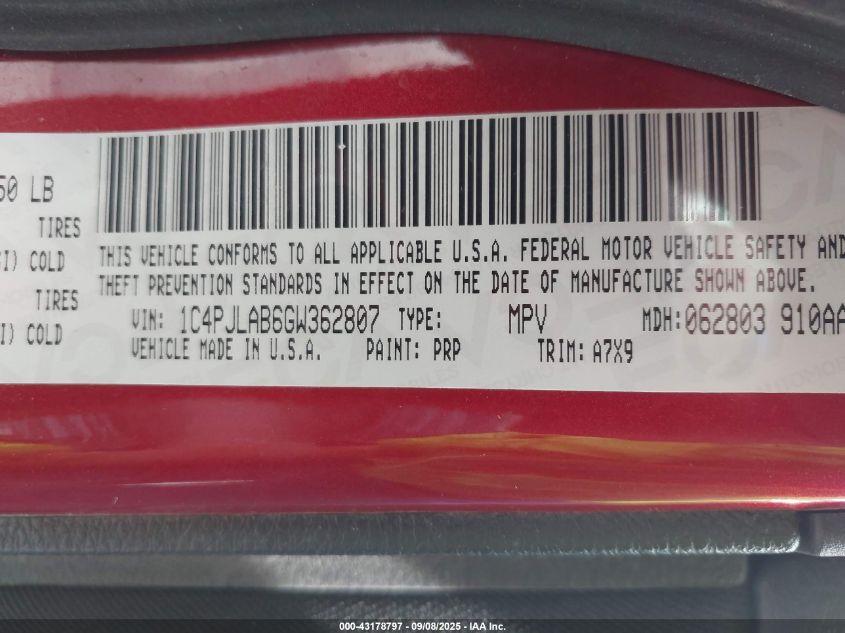 50 LB
TIRES
SI) COLD
TIRES
I) COLD
THIS VEHICLE CONFORMS TO ALL APPLICABLE U.S.A. FEDERAL MOTOR VEHICLE SAFETY AND
THEFT PREVENTION STANDARDS IN EFFECT ON THE DATE OF MANUFACTURE SHOWN ABOVE.
VIN: 1C4PJLAB6GW362807 TYPE: MPV MDH:062803 910AA
VEHICLE MADE IN U.S.A. PAINT: PRP TRIM: A7X9
000-43178797 - 09/08/2025 - IAA Inc.